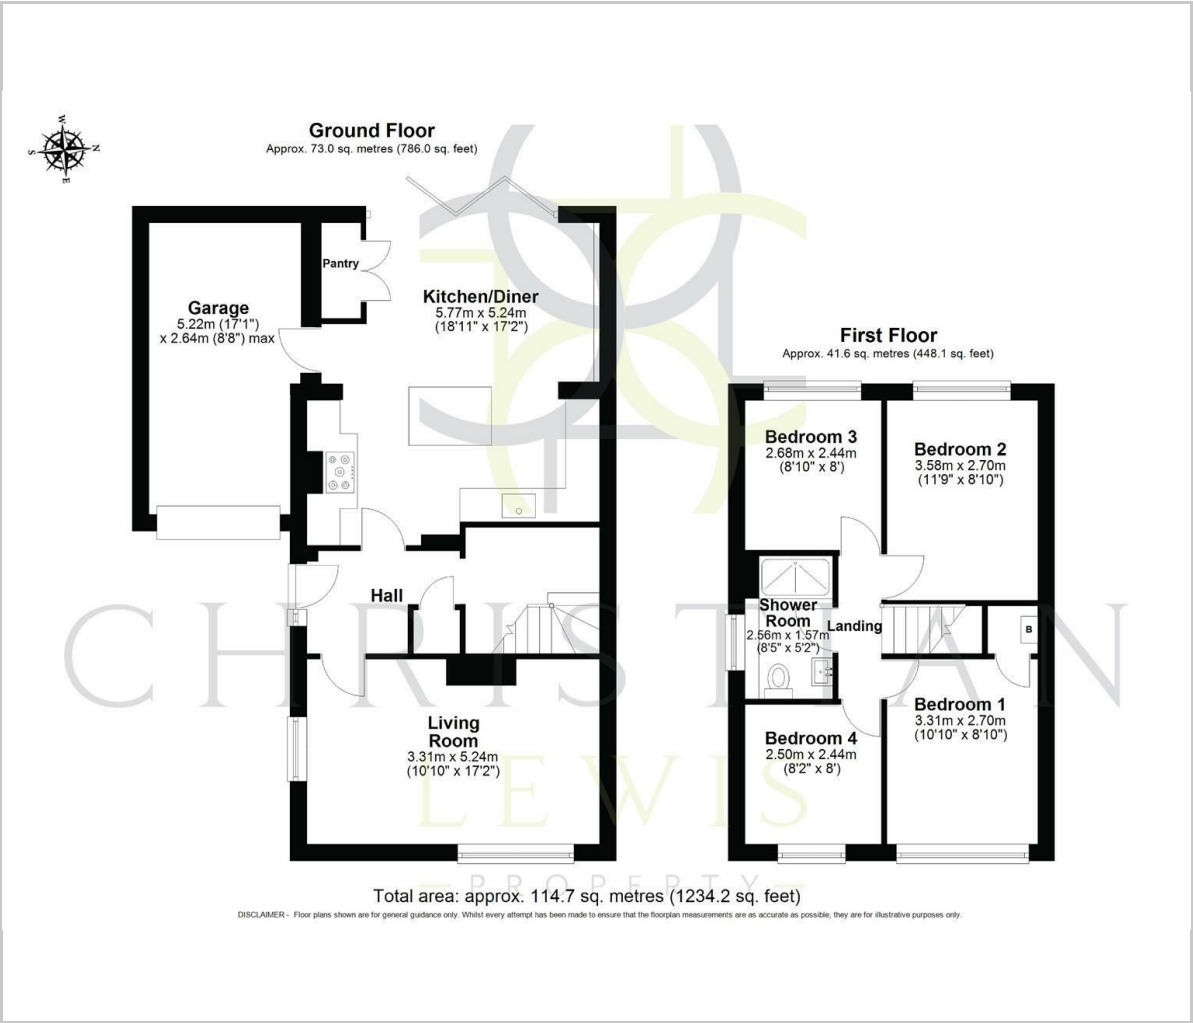 W
N
S
E
Ground Floor
Approx. 73.0 sq. metres (786.0 sq. feet)
Pantry
Garage
5.22m (17'1")
x 2.64m (8'8") max
Kitchen/Diner
5.77m x 5.24m
(18'11" x 17'2")
Hall
Living
Room
3.31m x 5.24m
(10'10" x 17'2")
First Floor
Approx. 41.6 sq. metres (448.1 sq. feet)
Bedroom 3
2.68m x 2.44m
(8'10" x 8')
Bedroom 2
3.58m x 2.70m
(11'9" x 8'10")
Shower
Room
2.56m x 1.57m
(8'5" x 5'2")
Landing
B
Bedroom 1
3.31m x 2.70m
(10'10" x 8'10")
Bedroom 4
2.50m x 2.44m
(8'2" x 8')
CHRISTIAN
LEWIS
PROPERTY
Total area: approx. 114.7 sq. metres (1234.2 sq. feet)
DISCLAIMER - Floor plans shown are for general guidance only. Whilst every attempt has been made to ensure that the floorplan measurements are as accurate as possible, they are for illustrative purposes only.